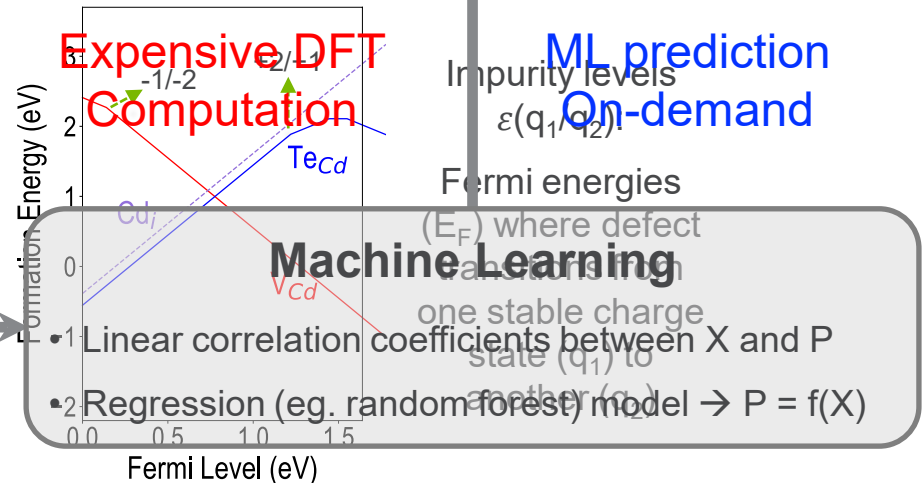 Expensive DFT
Computation
ML prediction
On-demand
Impurity levels
ε(q₁/q₂):
Fermi energies
(E_F) where defect
transitions from
one stable charge
state (q₁) to
another (q₂)
Machine Learning
• Linear correlation coefficients between X and P
• Regression (eg. random forest) model → P = f(X)
Formation Energy (eV)
3
2
1
0
-1
-2
-1/-2
+2/+1
Te_Cd
Cd_i
V_Cd
0.0 0.5 1.0 1.5
Fermi Level (eV)